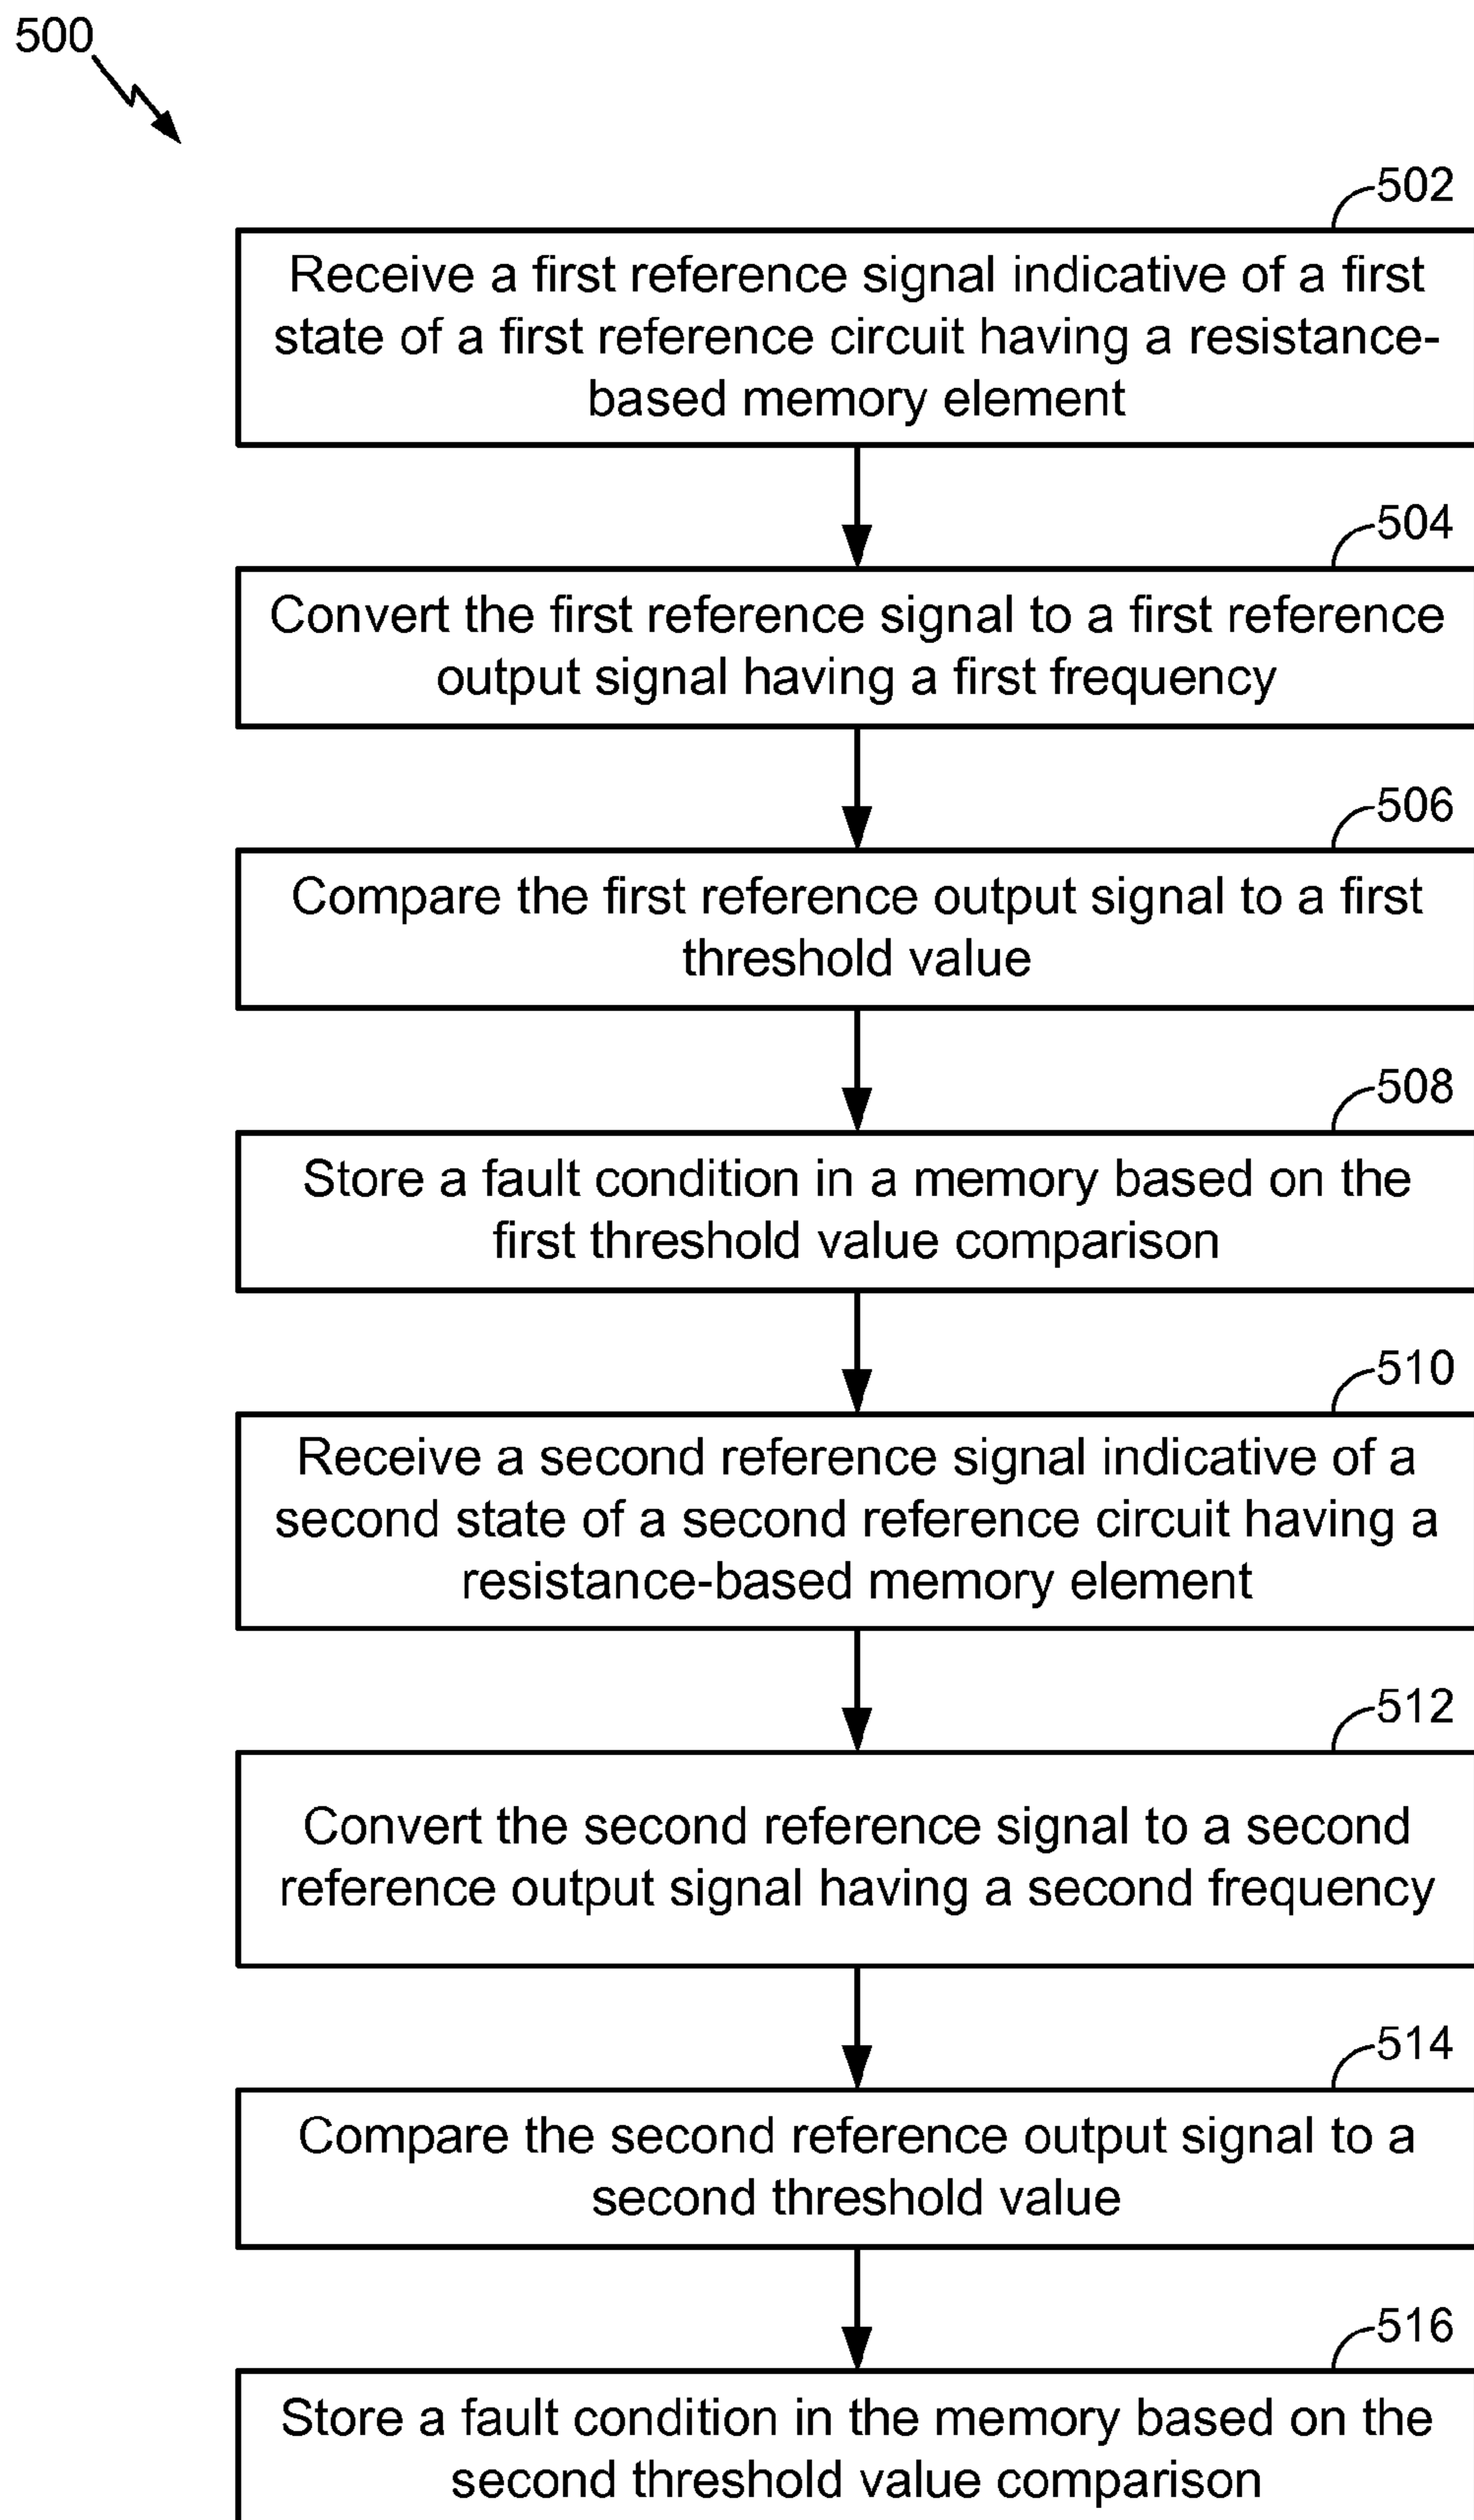 500
502
Receive a first reference signal indicative of a first
state of a first reference circuit having a resistance-
based memory element
504
Convert the first reference signal to a first reference
output signal having a first frequency
506
Compare the first reference output signal to a first
threshold value
508
Store a fault condition in a memory based on the
first threshold value comparison
510
Receive a second reference signal indicative of a
second state of a second reference circuit having a
resistance-based memory element
512
Convert the second reference signal to a second
reference output signal having a second frequency
514
Compare the second reference output signal to a
second threshold value
516
Store a fault condition in the memory based on the
second threshold value comparison